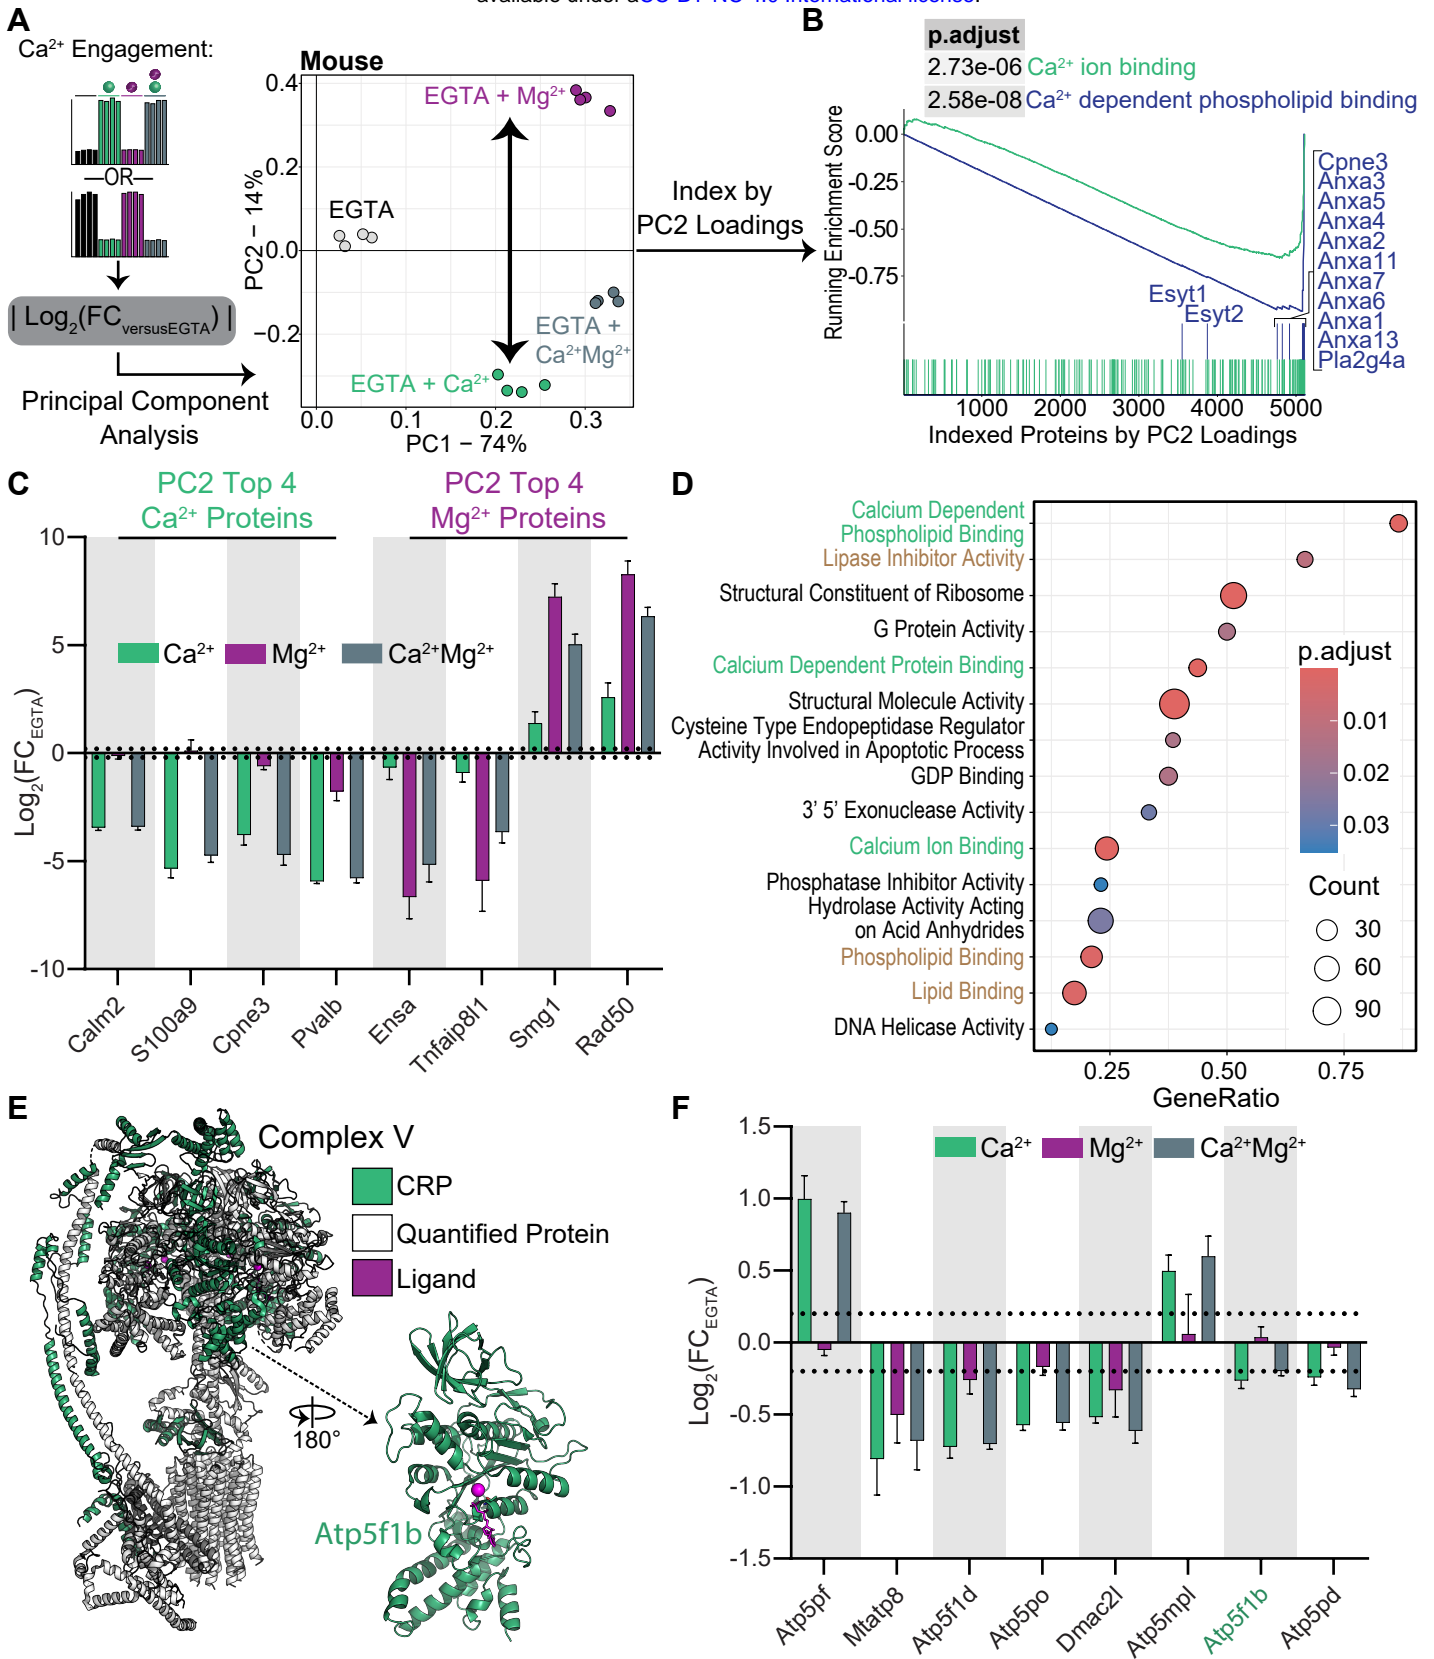 available under aCC-BY-NC 4.0 International license.
A
Ca²⁺ Engagement:
—OR—
| Log₂(FCversusEGTA) |
Principal Component
Analysis
Mouse
EGTA + Mg²⁺
EGTA
EGTA +
Ca²⁺Mg²⁺
EGTA + Ca²⁺
0.4
0.2
0.0
−0.2
PC2 − 14%
0.0
0.1
0.2
0.3
PC1 − 74%
Index by
PC2 Loadings
B
p.adjust
2.73e-06 Ca²⁺ ion binding
2.58e-08 Ca²⁺ dependent phospholipid binding
Running Enrichment Score
0.00
-0.25
-0.50
-0.75
Esyt1
Esyt2
Cpne3
Anxa3
Anxa5
Anxa4
Anxa2
Anxa11
Anxa7
Anxa6
Anxa1
Anxa13
Pla2g4a
1000
2000
3000
4000
5000
Indexed Proteins by PC2 Loadings
C
PC2 Top 4
Ca²⁺ Proteins
PC2 Top 4
Mg²⁺ Proteins
Ca²⁺
Mg²⁺
Ca²⁺Mg²⁺
Log₂(FCEGTA)
10
5
0
-5
-10
Calm2
S100a9
Cpne3
Pvalb
Ensa
Tnfaip8l1
Smg1
Rad50
D
Calcium Dependent
Phospholipid Binding
Lipase Inhibitor Activity
Structural Constituent of Ribosome
G Protein Activity
Calcium Dependent Protein Binding
Structural Molecule Activity
Cysteine Type Endopeptidase Regulator
Activity Involved in Apoptotic Process
GDP Binding
3' 5' Exonuclease Activity
Calcium Ion Binding
Phosphatase Inhibitor Activity
Hydrolase Activity Acting
on Acid Anhydrides
Phospholipid Binding
Lipid Binding
DNA Helicase Activity
0.25
0.50
0.75
GeneRatio
p.adjust
0.01
0.02
0.03
Count
30
60
90
E
Complex V
CRP
Quantified Protein
Ligand
180°
Atp5f1b
F
Ca²⁺
Mg²⁺
Ca²⁺Mg²⁺
Log₂(FCEGTA)
1.5
1.0
0.5
0.0
-0.5
-1.0
-1.5
Atp5pf
Mtatp8
Atp5f1d
Atp5po
Dmac2l
Atp5mpl
Atp5f1b
Atp5pd